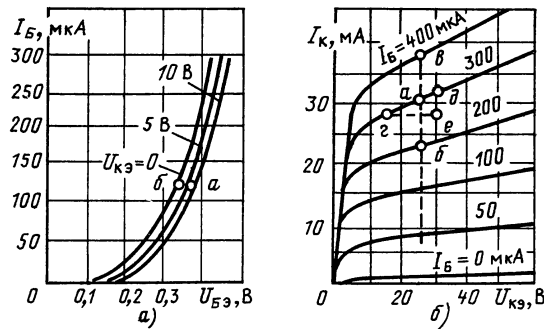 I_Б, мкА
300
250
200
150
100
50
0
0,1
0,2
0,3
U_БЭ, В
10 В
5 В
U_КЭ=0
б
а
а)
I_К, мА
30
20
10
0
20
40
U_КЭ, В
I_Б=400 мкА
300
200
100
50
I_Б=0 мкА
в
а
д
г
е
б
б)